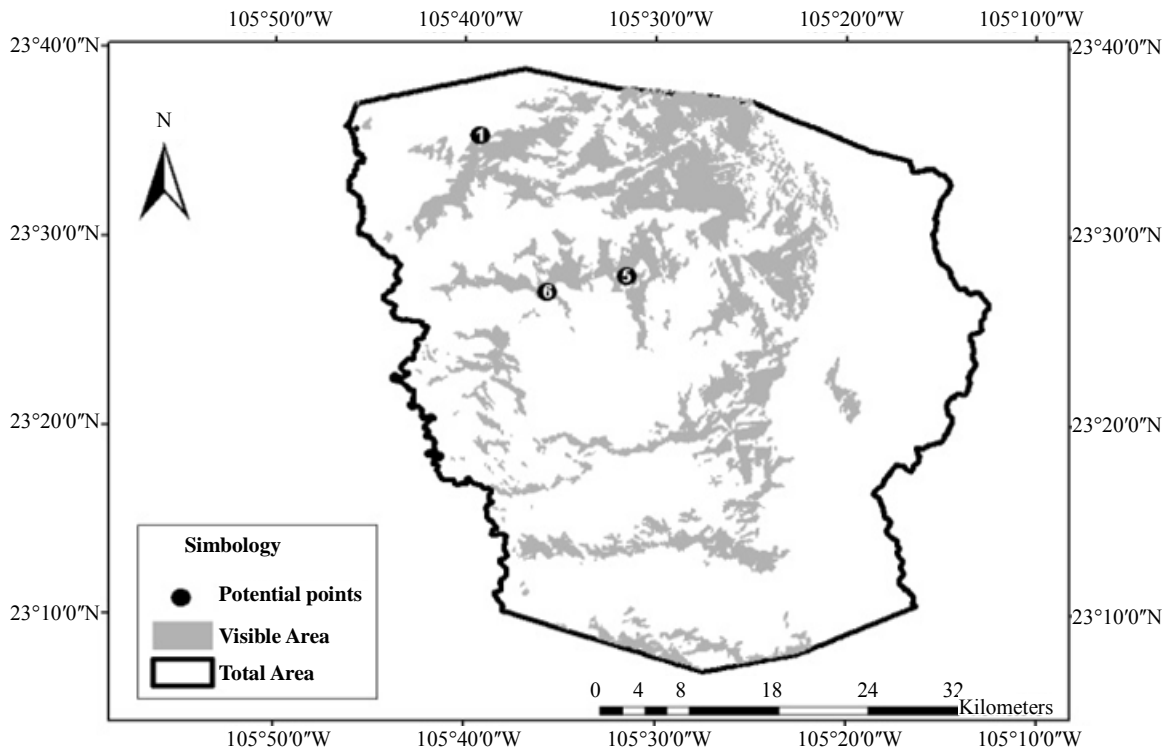 105°50'0"W 105°40'0"W 105°30'0"W 105°20'0"W 105°10'0"W
23°40'0"N 23°40'0"N
N
1
23°30'0"N 23°30'0"N
5
6
23°20'0"N 23°20'0"N
Simbology
Potential points
23°10'0"N 23°10'0"N
Visible Area
Total Area
0 4 8 18 24 32
Kilometers
105°50'0"W 105°40'0"W 105°30'0"W 105°20'0"W 105°10'0"W